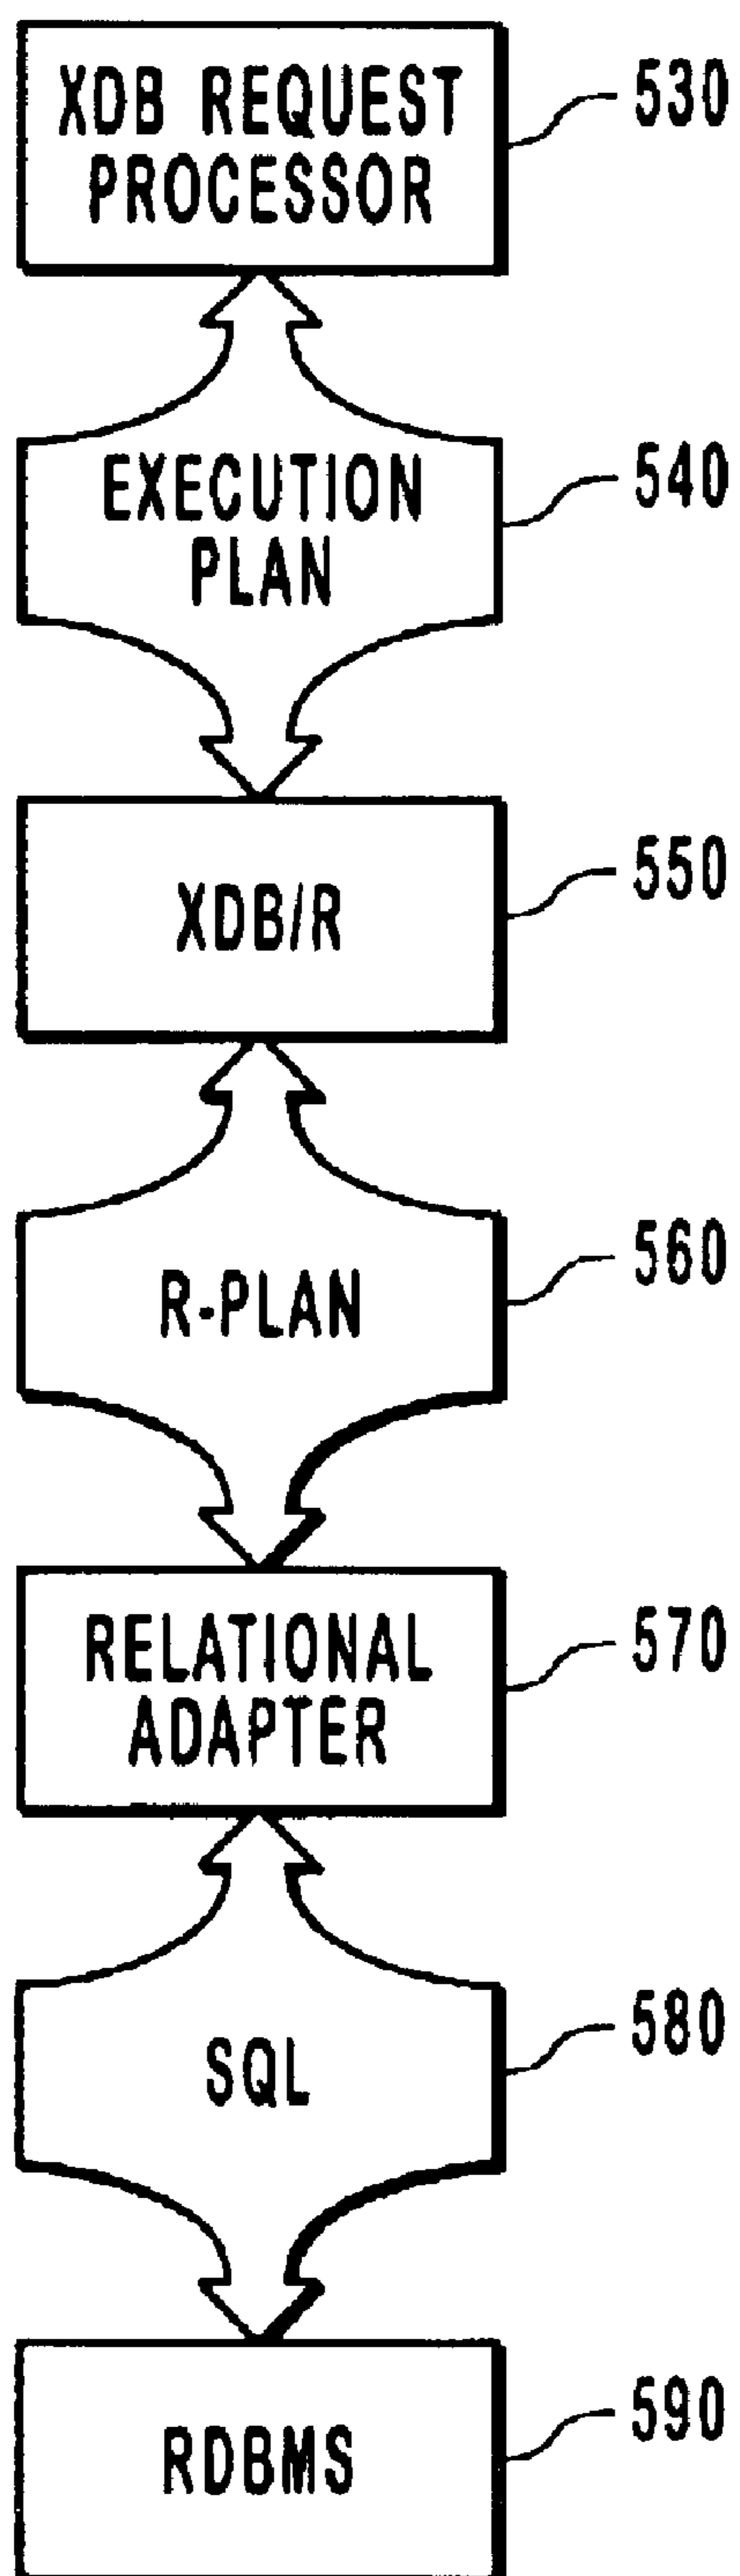 XDB REQUEST
PROCESSOR
530
EXECUTION
PLAN
540
XDB/R
550
R-PLAN
560
RELATIONAL
ADAPTER
570
SQL
580
RDBMS
590